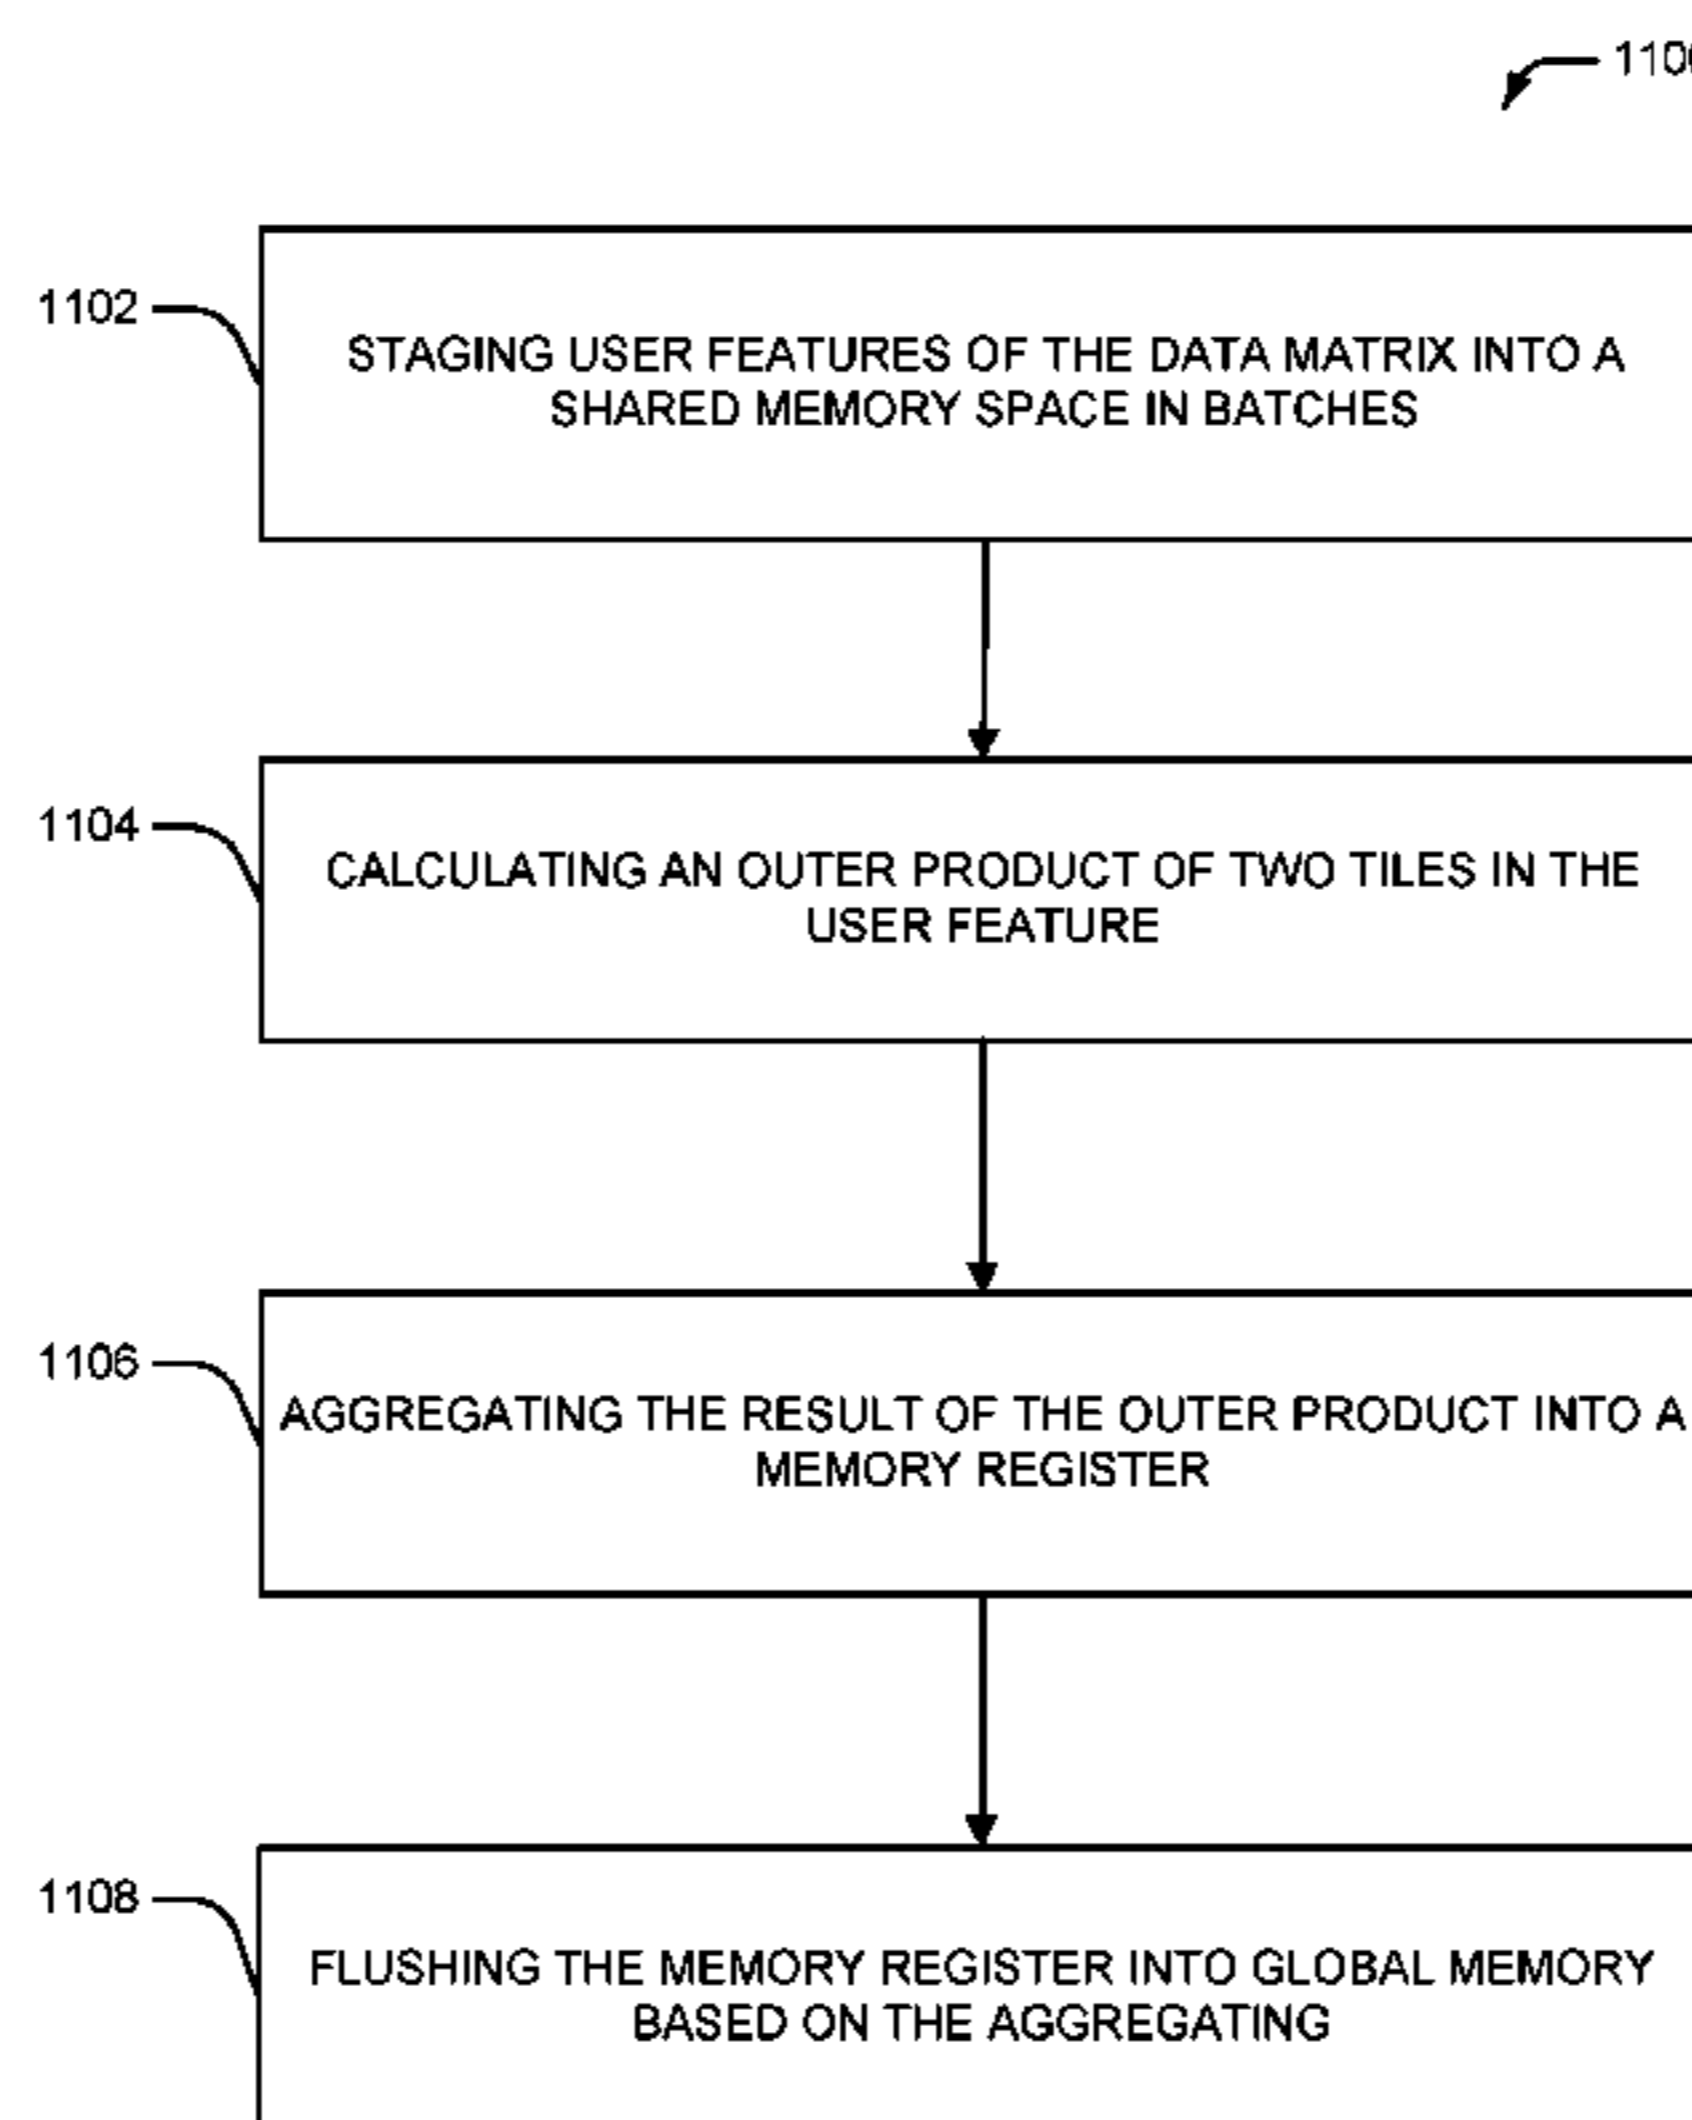 1102
STAGING USER FEATURES OF THE DATA MATRIX INTO A
SHARED MEMORY SPACE IN BATCHES
1104
CALCULATING AN OUTER PRODUCT OF TWO TILES IN THE
USER FEATURE
1106
AGGREGATING THE RESULT OF THE OUTER PRODUCT INTO A
MEMORY REGISTER
1108
FLUSHING THE MEMORY REGISTER INTO GLOBAL MEMORY
BASED ON THE AGGREGATING